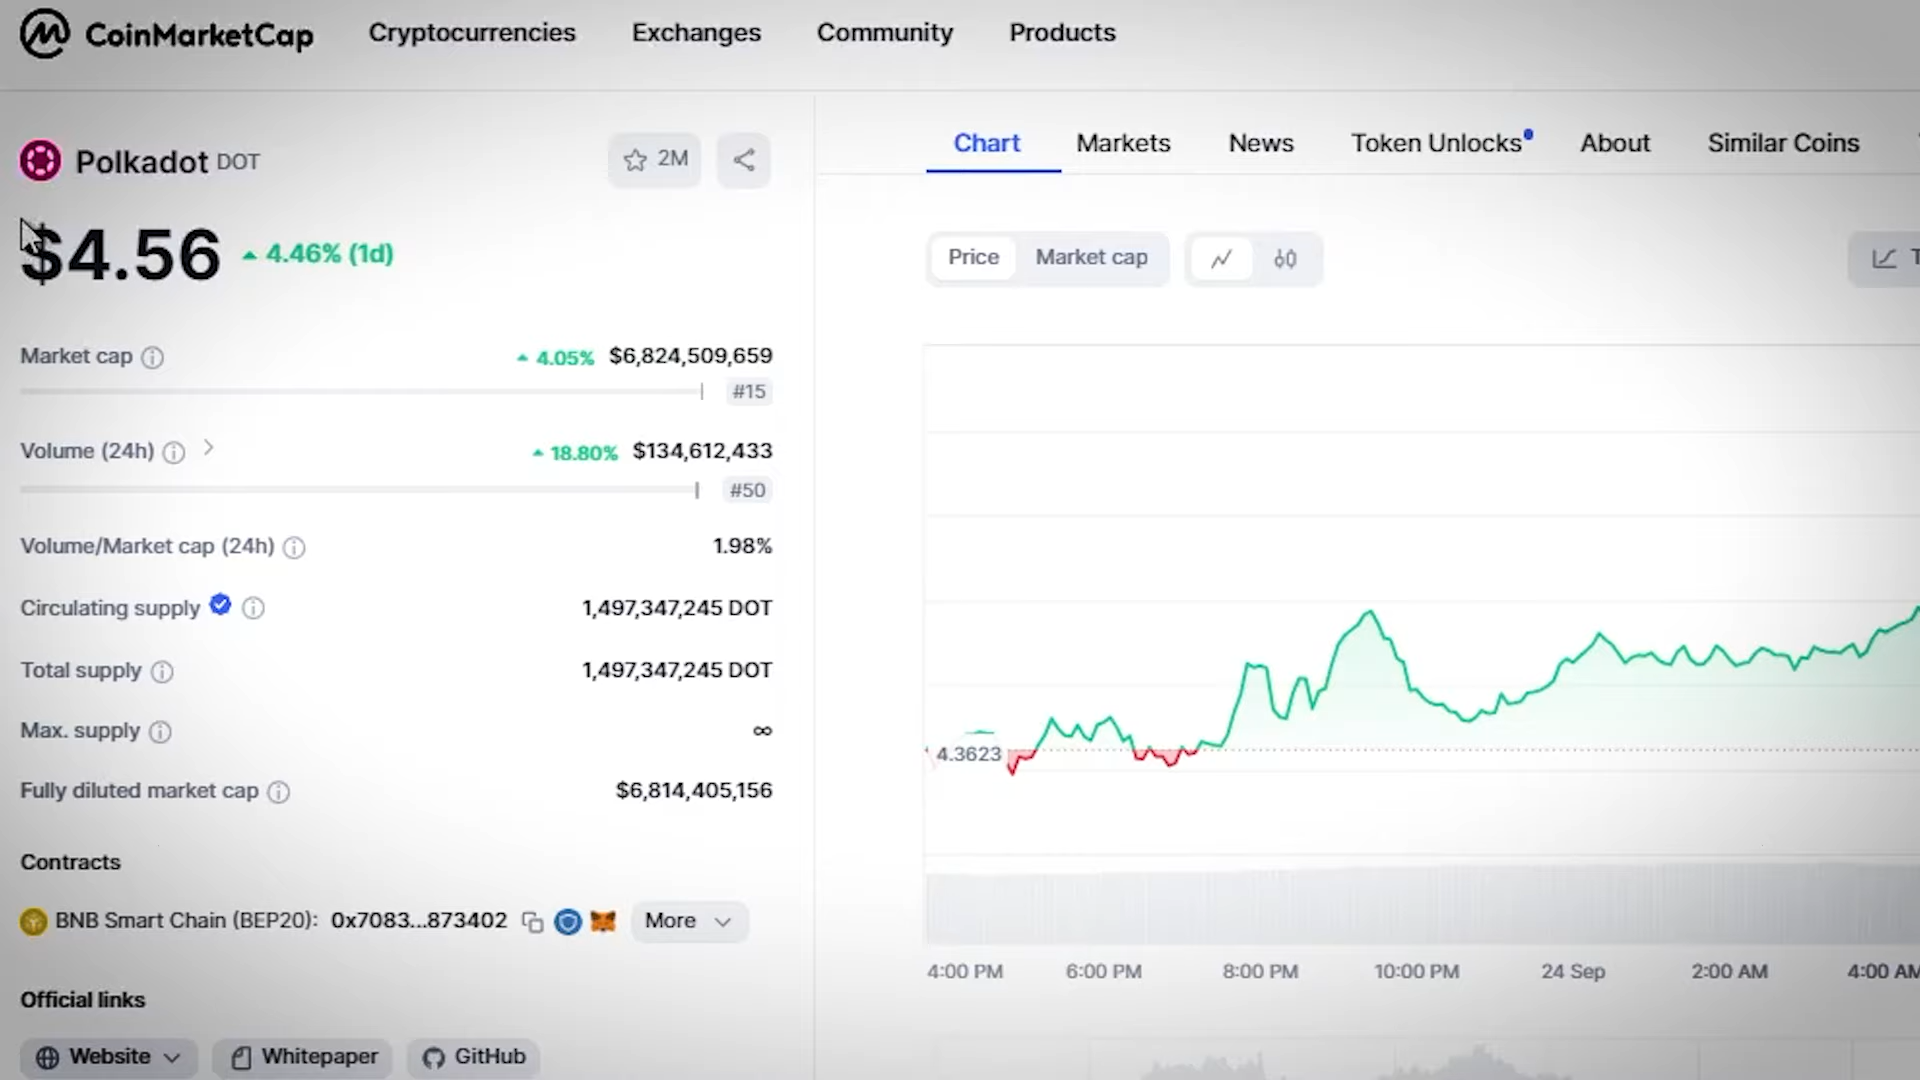 CoinMarketCap Cryptocurrencies Exchanges Community Products
Polkadot DOT 2M
$4.56 4.46% (1d)
Market cap 4.05% $6,824,509,659
#15
Volume (24h) 18.80% $134,612,433
#50
Volume/Market cap (24h) 1.98%
Circulating supply 1,497,347,245 DOT
Total supply 1,497,347,245 DOT
Max. supply ∞
Fully diluted market cap $6,814,405,156
Contracts
BNB Smart Chain (BEP20): 0x7083...873402 More
Official links
Website Whitepaper GitHub
Chart Markets News Token Unlocks About Similar Coins
Price Market cap
4.3623
4:00 PM 6:00 PM 8:00 PM 10:00 PM 24 Sep 2:00 AM 4:00 AM